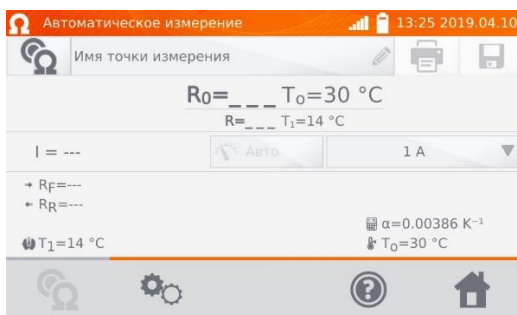 Ω Автоматическое измерение 13:25 2019.04.10
Имя точки измерения
R0=_ _ _ To=30 °C
R=_ _ _ T1=14 °C
I = --- Авто 1 A
→ RF=---
← RR=---
α=0.00386 K⁻¹
T1=14 °C T0=30 °C